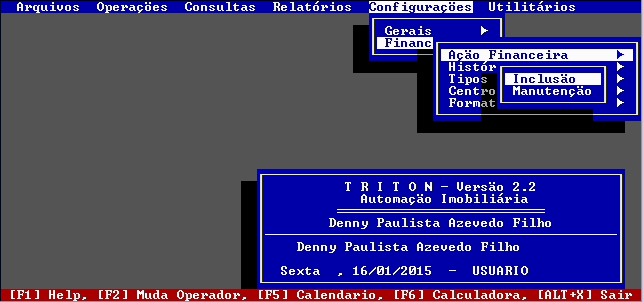 Arquivos Operações Consultas Relatórios Configurações Utilitários
Gerais
Financ
Ação Financeira
Histór
Tipos
Inclusão
Centro
Manutenção
Format
T R I T O N - Versão 2.2
Automação Imobiliária
Denny Paulista Azevedo Filho
Denny Paulista Azevedo Filho
Sexta , 16/01/2015 - USUARIO
[F1] Help, [F2] Muda Operador, [F5] Calendario, [F6] Calculadora, [ALT+X] Sair